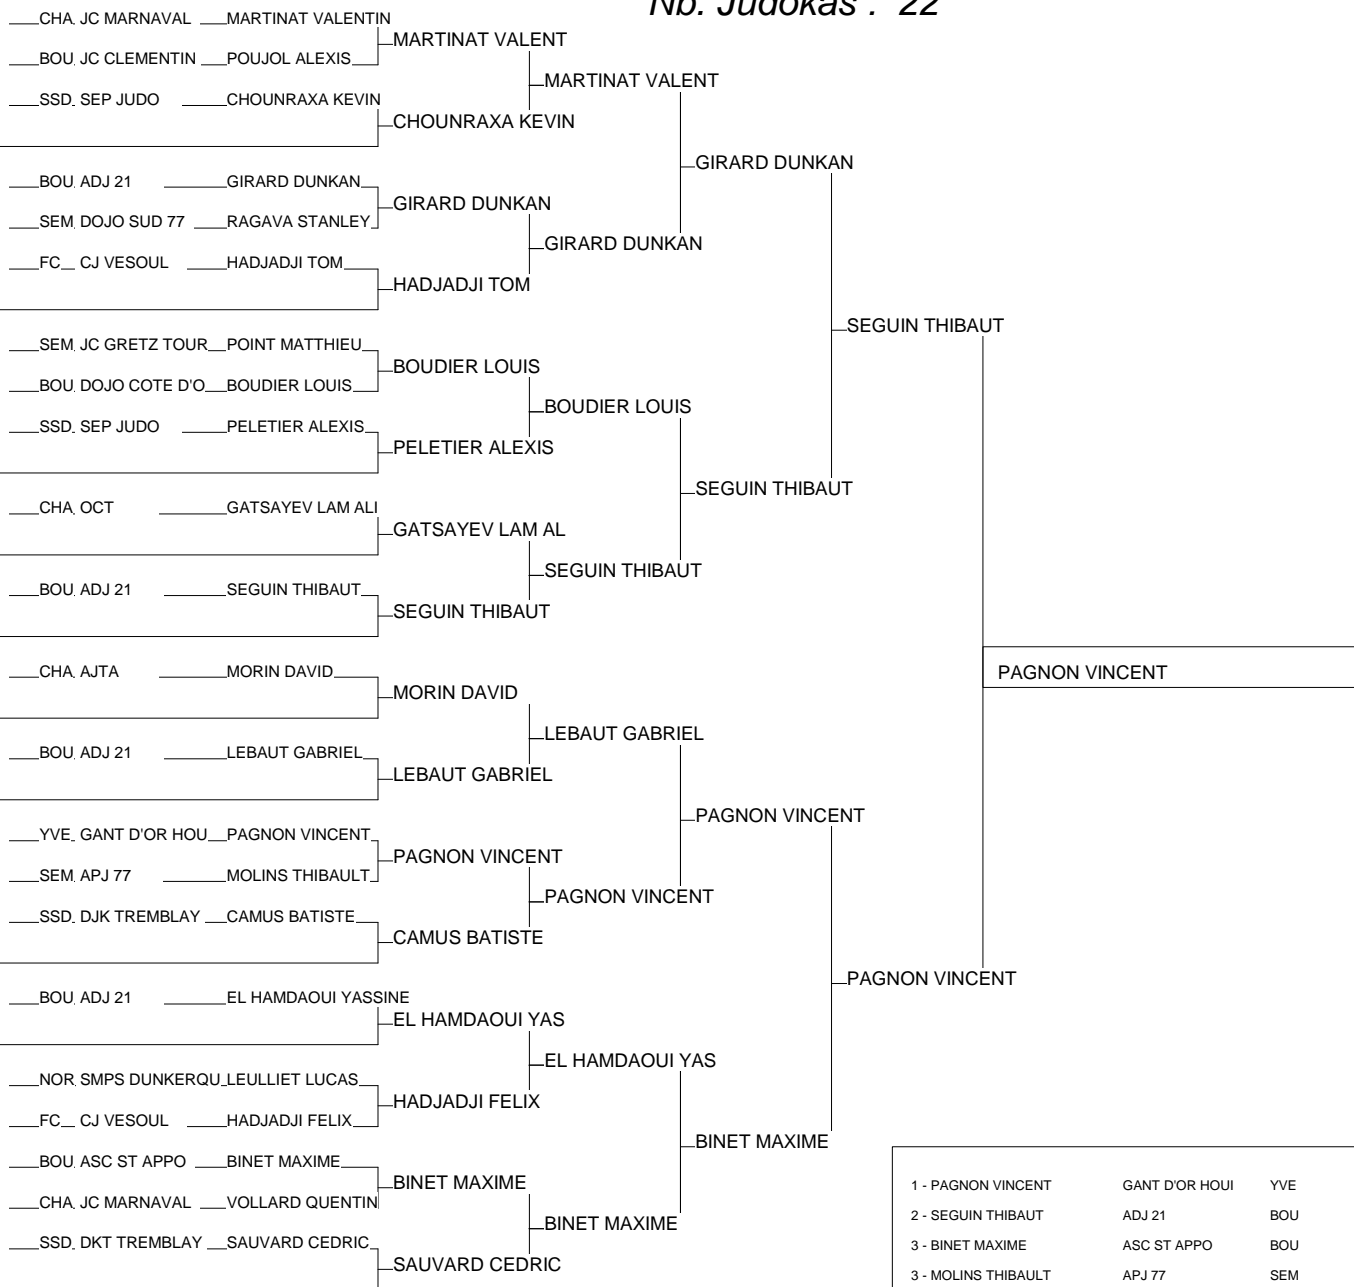 Nb. Judokas : 22
CHA JC MARNAVAL MARTINAT VALENTIN
MARTINAT VALENT
BOU JC CLEMENTIN POUJOL ALEXIS
MARTINAT VALENT
SSD SEP JUDO CHOUNRAXA KEVIN
CHOUNRAXA KEVIN
GIRARD DUNKAN
BOU ADJ 21 GIRARD DUNKAN
GIRARD DUNKAN
SEM DOJO SUD 77 RAGAVA STANLEY
GIRARD DUNKAN
FC CJ VESOUL HADJADJI TOM
HADJADJI TOM
SEGUIN THIBAUT
SEM JC GRETZ TOUR POINT MATTHIEU
BOUDIER LOUIS
BOU DOJO COTE D'O BOUDIER LOUIS
BOUDIER LOUIS
SSD SEP JUDO PELETIER ALEXIS
PELETIER ALEXIS
SEGUIN THIBAUT
CHA OCT GATSAYEV LAM ALI
GATSAYEV LAM AL
SEGUIN THIBAUT
BOU ADJ 21 SEGUIN THIBAUT
SEGUIN THIBAUT
CHA AJTA MORIN DAVID
PAGNON VINCENT
MORIN DAVID
LEBAUT GABRIEL
BOU ADJ 21 LEBAUT GABRIEL
LEBAUT GABRIEL
PAGNON VINCENT
YVE GANT D'OR HOU PAGNON VINCENT
PAGNON VINCENT
SEM APJ 77 MOLINS THIBAULT
PAGNON VINCENT
SSD DJK TREMBLAY CAMUS BATISTE
CAMUS BATISTE
PAGNON VINCENT
BOU ADJ 21 EL HAMDAOUI YASSINE
EL HAMDAOUI YAS
EL HAMDAOUI YAS
NOR SMPS DUNKERQU LEULLIET LUCAS
HADJADJI FELIX
FC CJ VESOUL HADJADJI FELIX
BINET MAXIME
BOU ASC ST APPO BINET MAXIME
BINET MAXIME
CHA JC MARNAVAL VOLLARD QUENTIN
BINET MAXIME
SSD DKT TREMBLAY SAUVARD CEDRIC
SAUVARD CEDRIC
1 - PAGNON VINCENT GANT D'OR HOUI YVE
2 - SEGUIN THIBAUT ADJ 21 BOU
3 - BINET MAXIME ASC ST APPO BOU
3 - MOLINS THIBAULT APJ 77 SEM